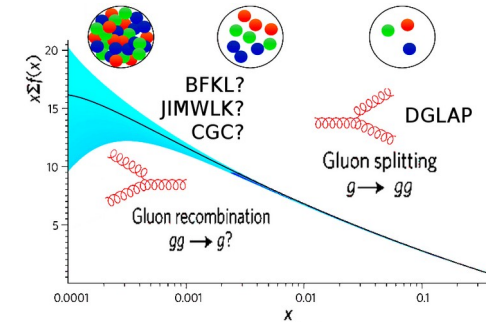 xΣf(x)
20
15
10
5
BFKL?
JIMWLK?
CGC?
DGLAP
Gluon splitting
g → gg
Gluon recombination
gg → g?
0.0001
0.001
0.01
0.1
x